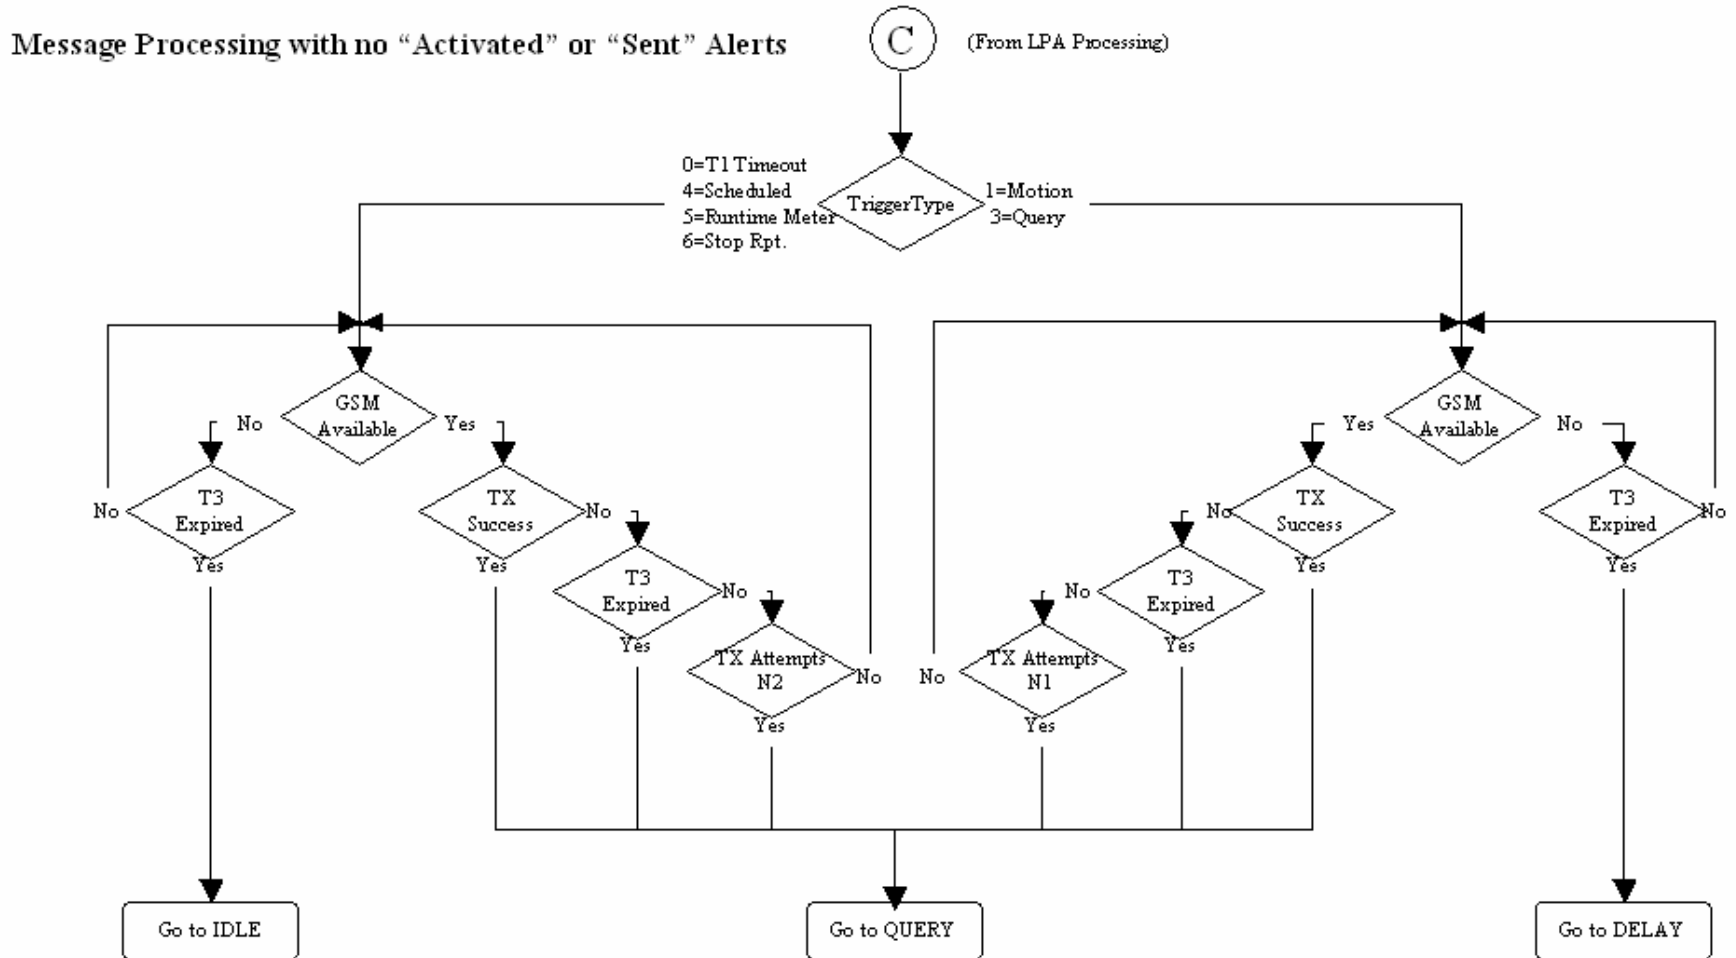 Message Processing with no “Activated” or “Sent” Alerts
C
(From LPA Processing)
0=T1 Timeout
4=Scheduled
5=Runtime Meter
6=Stop Rpt.
TriggerType
1=Motion
3=Query
GSM
Available
No
Yes
GSM
Available
Yes
No
T3
Expired
No
Yes
TX
Success
No
Yes
TX
Success
No
Yes
T3
Expired
No
Yes
T3
Expired
No
Yes
T3
Expired
No
Yes
TX Attempts
N2
No
Yes
TX Attempts
N1
No
Yes
Go to IDLE
Go to QUERY
Go to DELAY